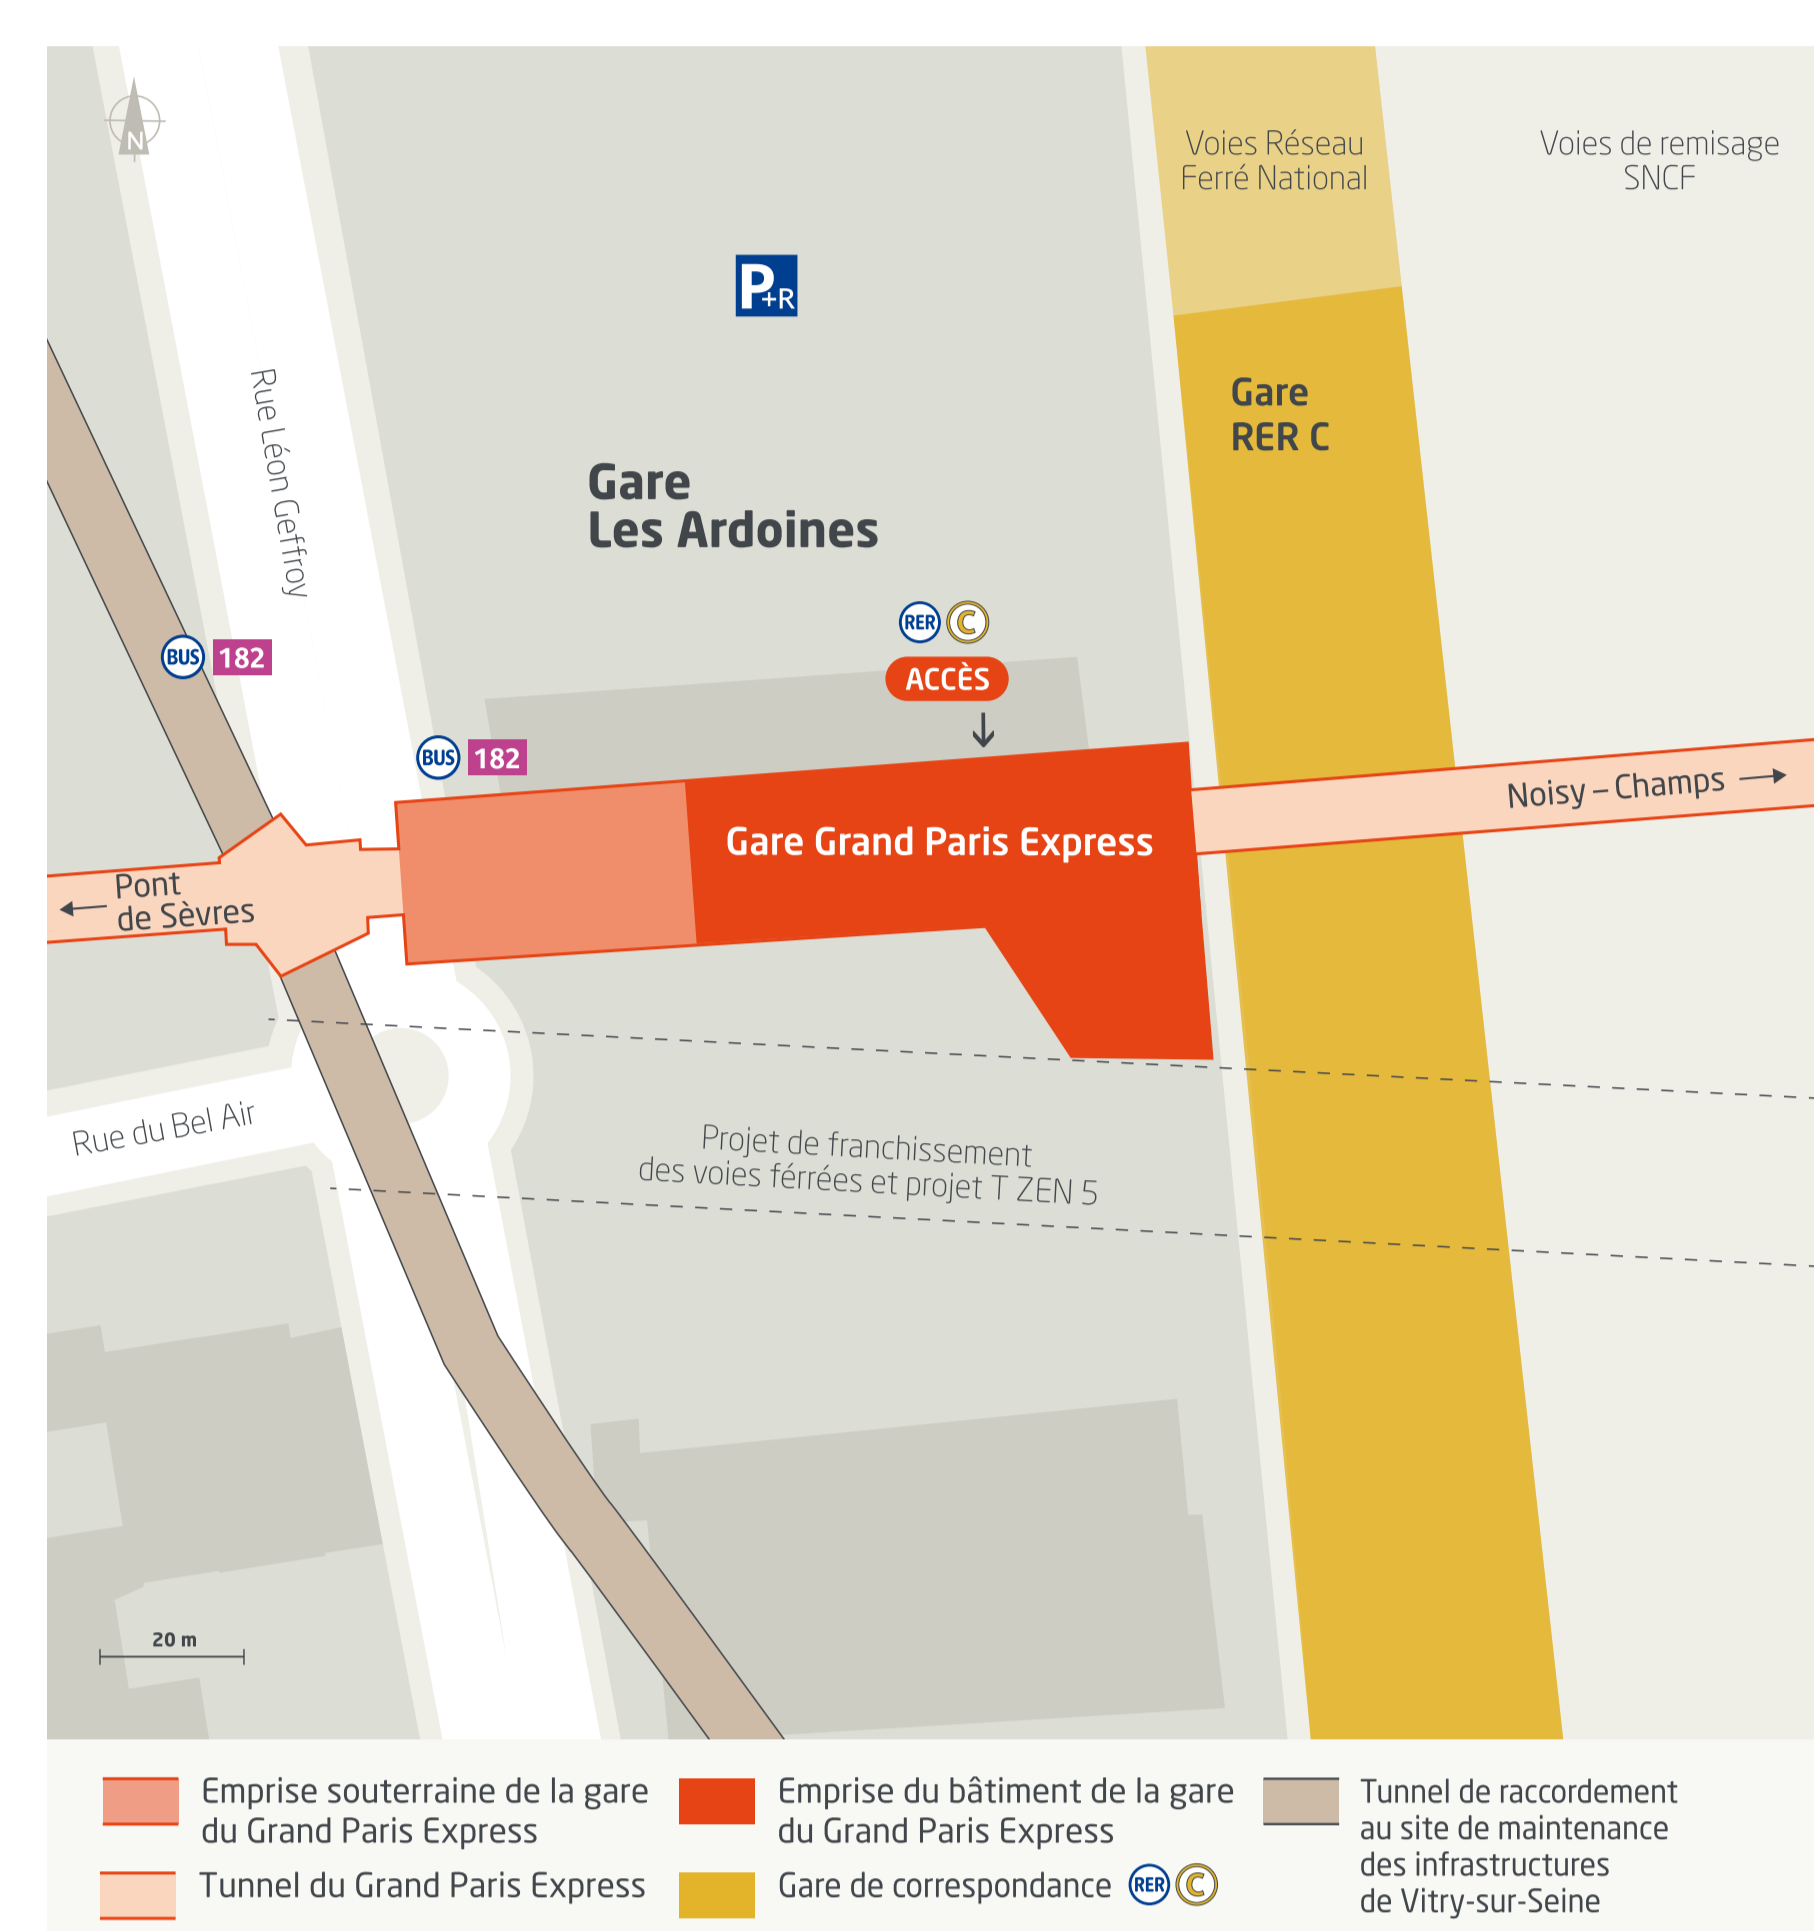 N
Voies Réseau
Ferré National
Voies de remisage
SNCF
P+R
Gare
RER C
Rue Léon Geffroy
Gare
Les Ardoines
RER C
ACCÈS
BUS 182
BUS 182
Noisy – Champs
Gare Grand Paris Express
Pont
de Sèvres
Rue du Bel Air
Projet de franchissement
des voies férrées et projet T ZEN 5
20 m
Emprise souterraine de la gare
du Grand Paris Express
Tunnel du Grand Paris Express
Emprise du bâtiment de la gare
du Grand Paris Express
Gare de correspondance RER C
Tunnel de raccordement
au site de maintenance
des infrastructures
de Vitry-sur-Seine